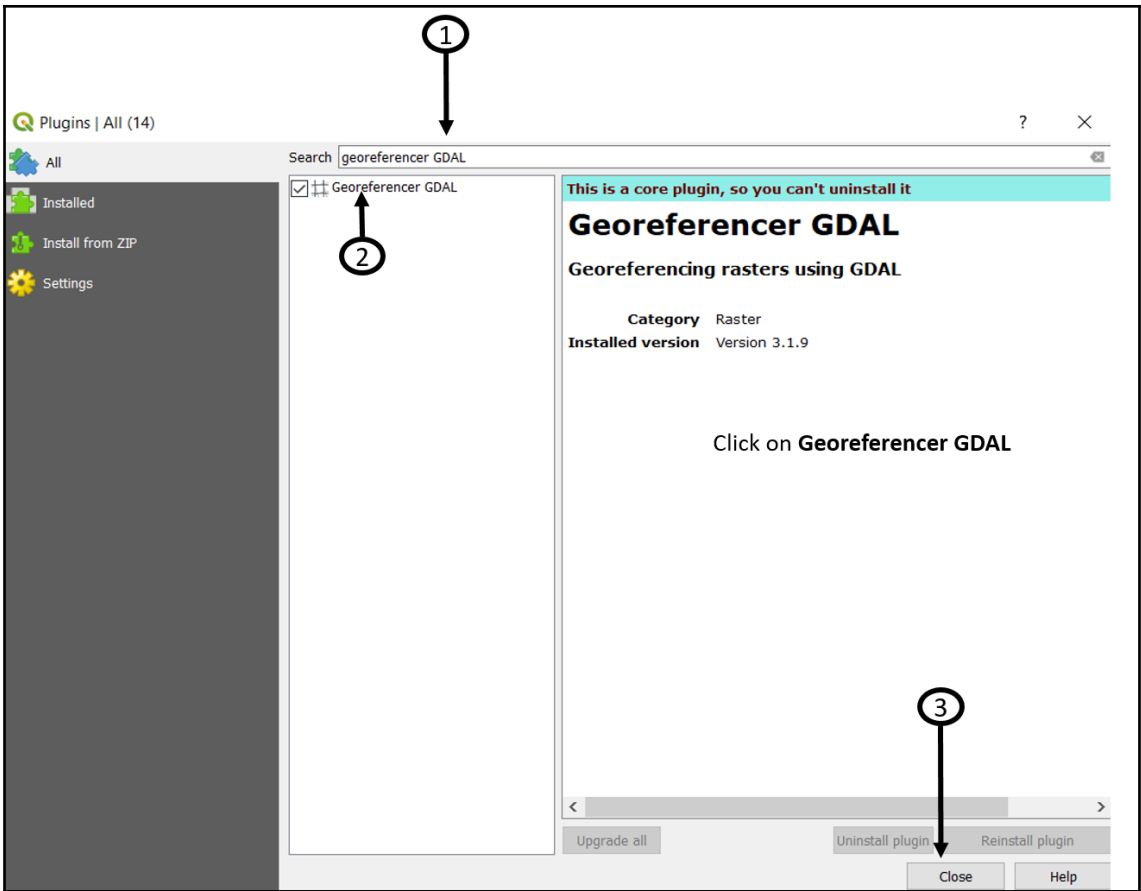 1
Plugins | All (14)
? ×
All
Search georeferencer GDAL
Installed
Install from ZIP
Settings
Georeferencer GDAL
2
This is a core plugin, so you can't uninstall it
Georeferencer GDAL
Georeferencing rasters using GDAL
Category Raster
Installed version Version 3.1.9
Click on Georeferencer GDAL
3
Upgrade all Uninstall plugin Reinstall plugin
Close Help